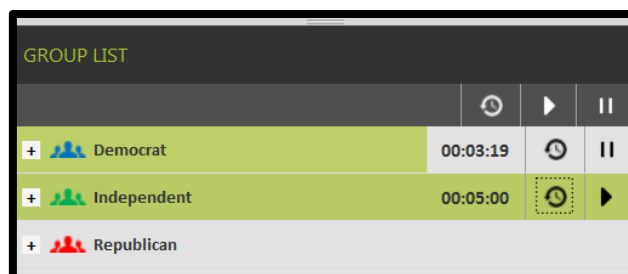 GROUP LIST
+ Democrat 00:03:19
+ Independent 00:05:00
+ Republican